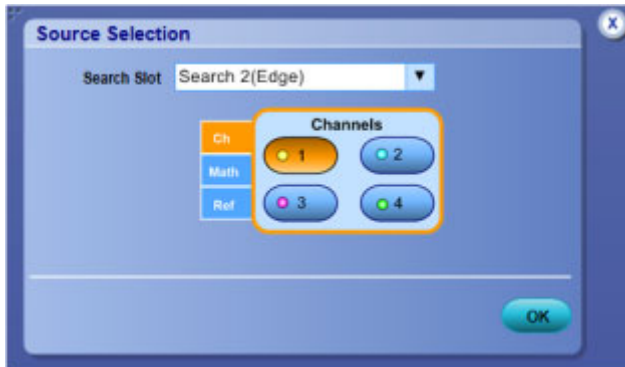 Source Selection
X
Search Slot
Search 2(Edge)
Channels
Ch
Math
Ref
1
2
3
4
OK